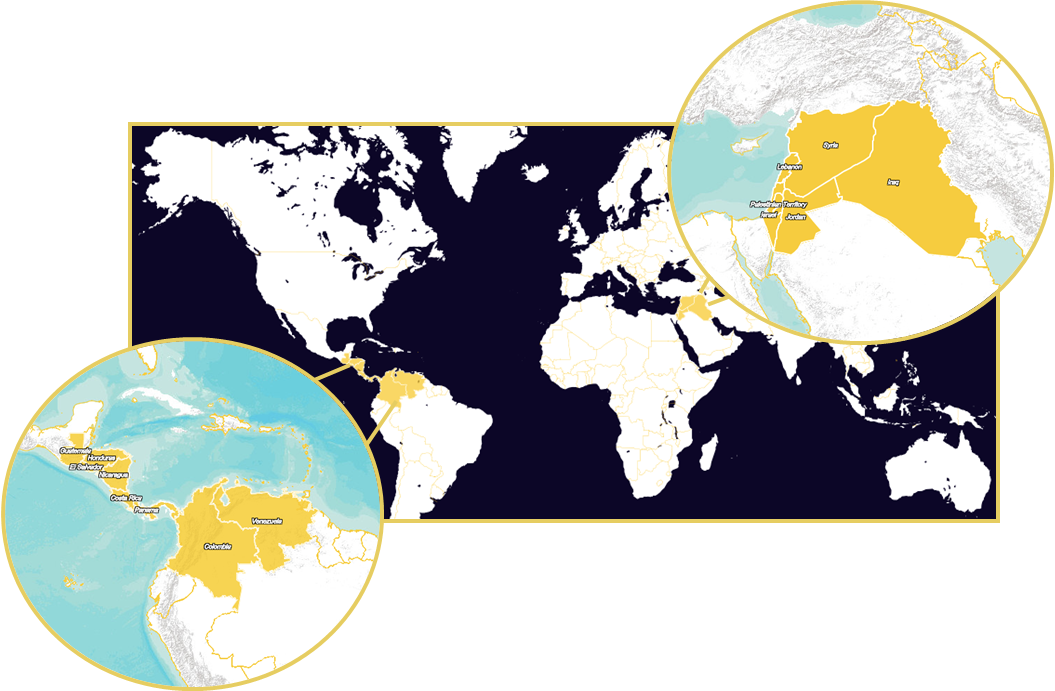 Syria
Lebanon
Iraq
Palestinian Territory
Israel
Jordan
Guatemala
Honduras
El Salvador
Nicaragua
Costa Rica
Panama
Venezuela
Colombia